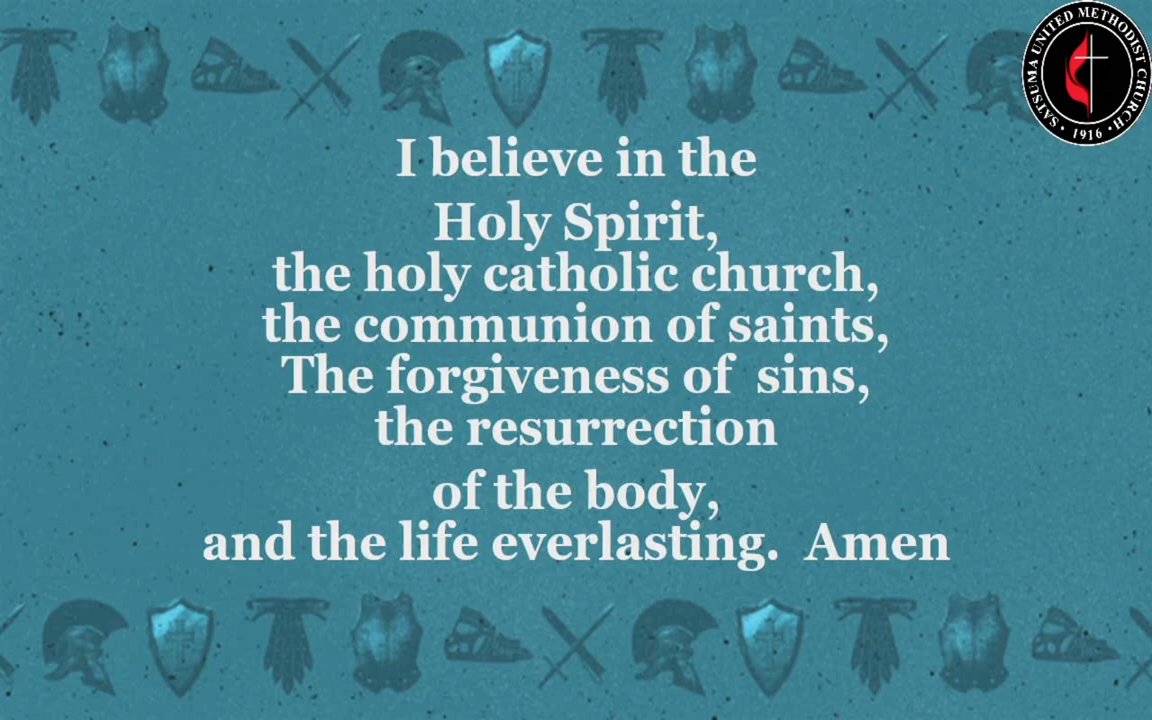 SATSUMA UNITED METHODIST CHURCH
• 1916 •
I believe in the
Holy Spirit,
the holy catholic church,
the communion of saints,
The forgiveness of  sins,
the resurrection
of the body,
and the life everlasting.  Amen